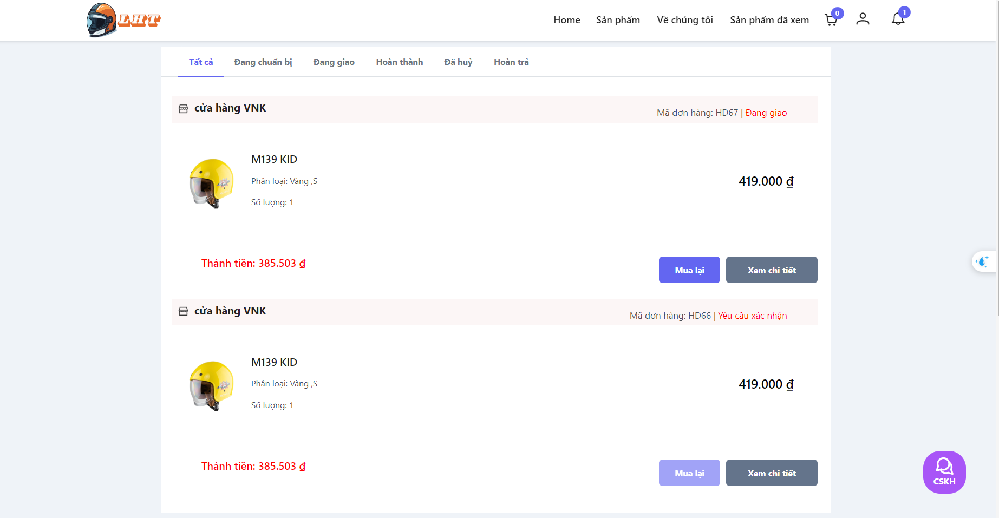 LHT
Home Sản phẩm Về chúng tôi Sản phẩm đã xem 0 1
Tất cả Đang chuẩn bị Đang giao Hoàn thành Đã huỷ Hoàn trả
cửa hàng VNK
Mã đơn hàng: HD67 | Đang giao
M139 KID
Phân loại: Vàng ,S
419.000 ₫
Số lượng: 1
Thành tiền: 385.503 ₫
Mua lại Xem chi tiết
cửa hàng VNK
Mã đơn hàng: HD66 | Yêu cầu xác nhận
M139 KID
Phân loại: Vàng ,S
419.000 ₫
Số lượng: 1
Thành tiền: 385.503 ₫
Mua lại Xem chi tiết
CSKH